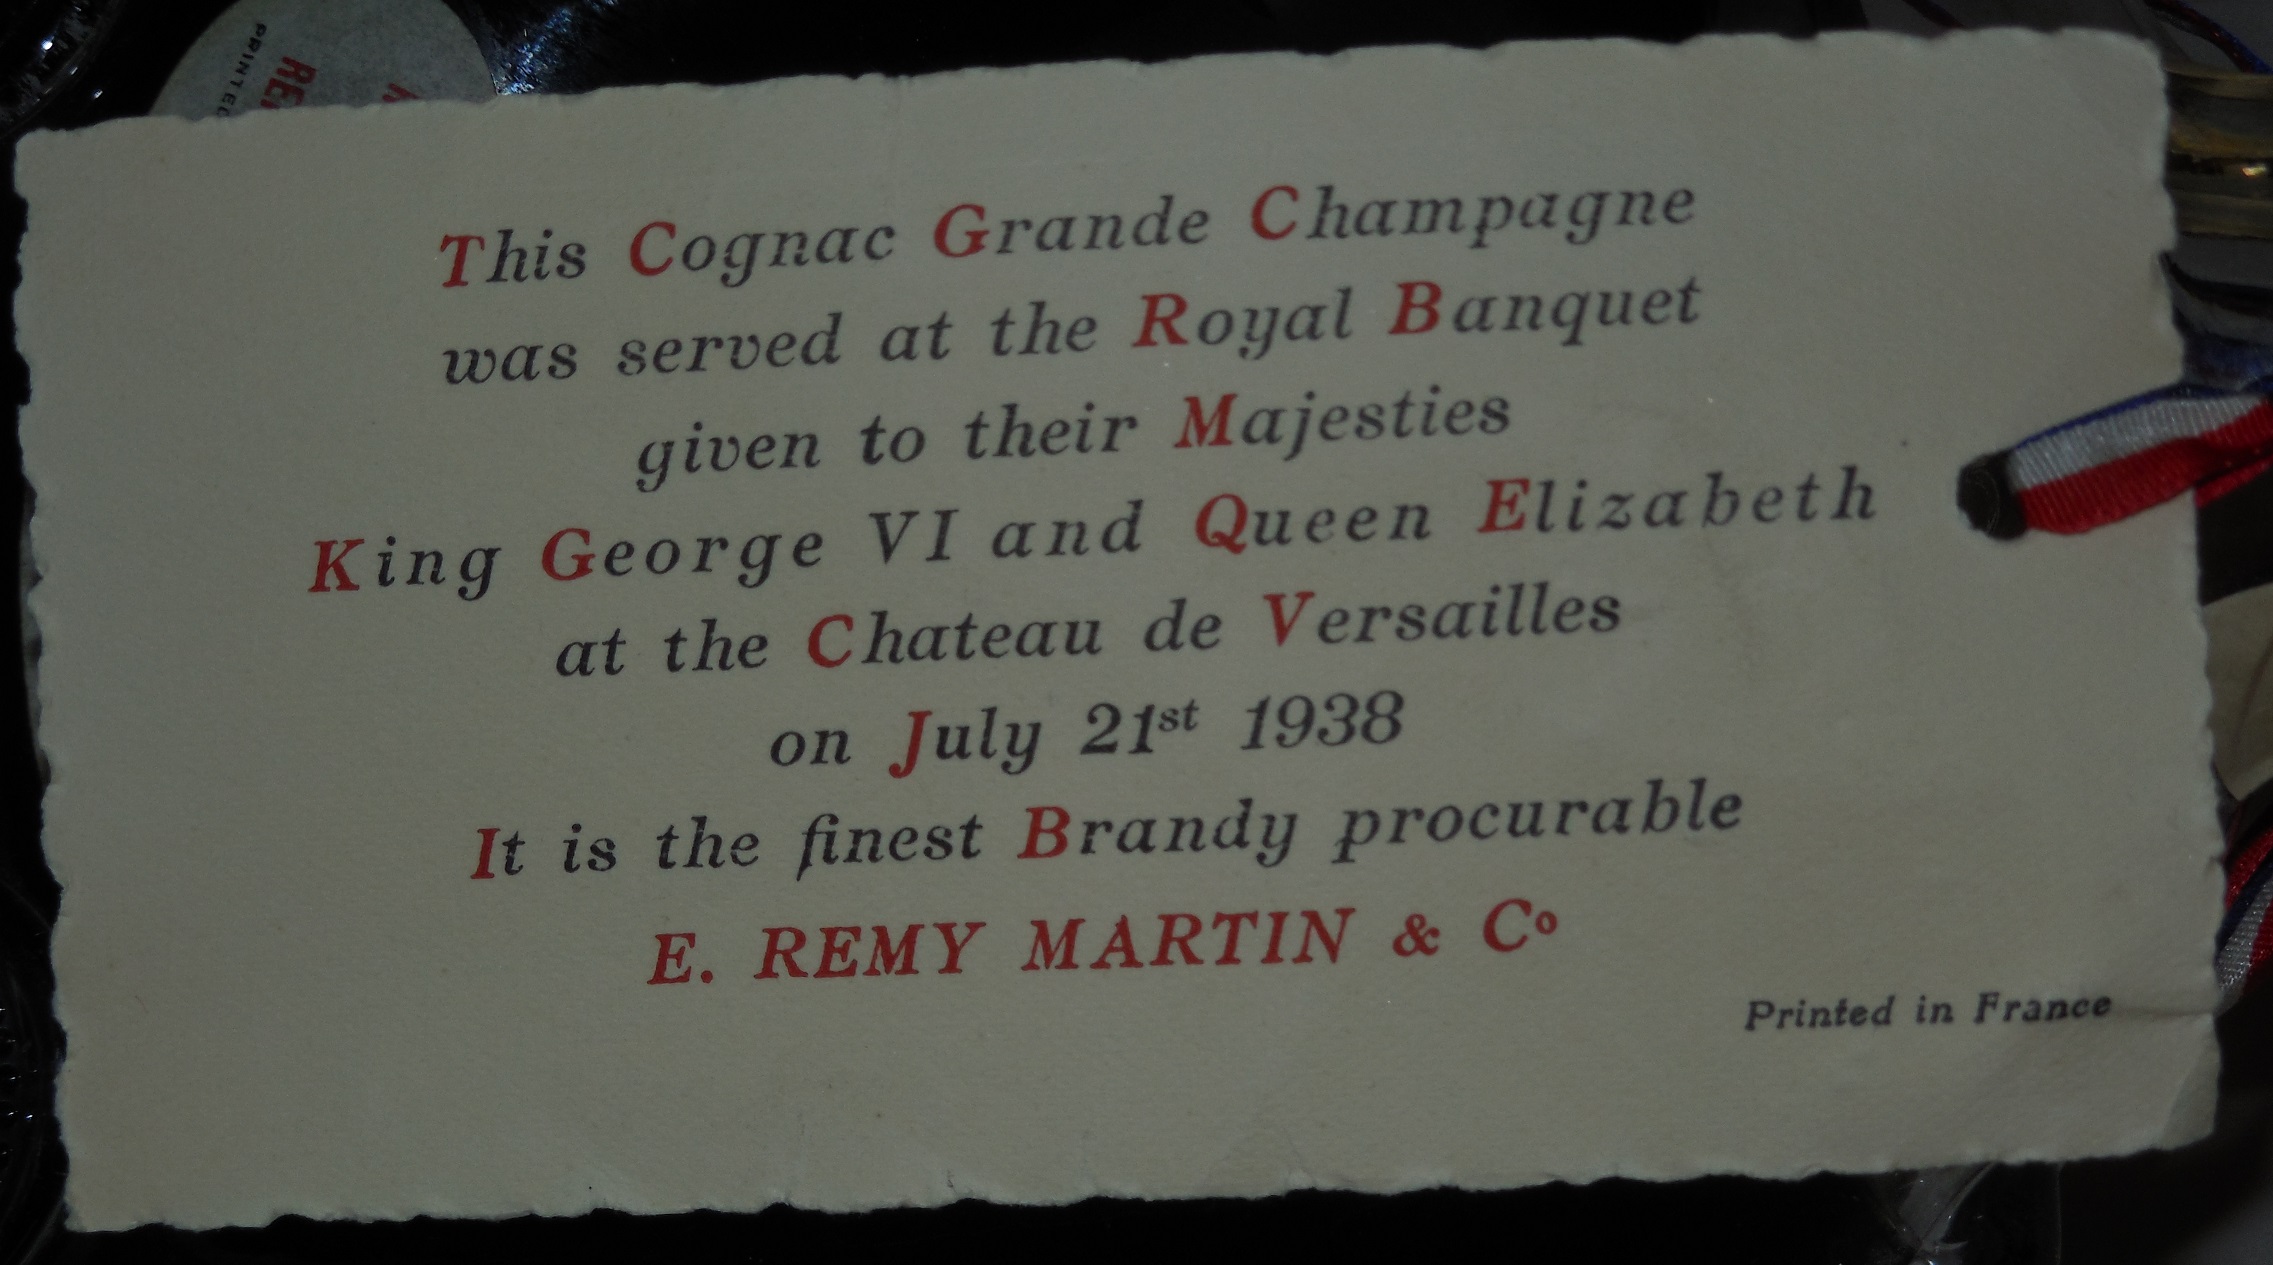 PRINTED
This Cognac Grande Champagne
was served at the Royal Banquet
given to their Majesties
King George VI and Queen Elizabeth
at the Chateau de Versailles
on July 21st 1938
It is the finest Brandy procurable
E. REMY MARTIN & Co
Printed in France